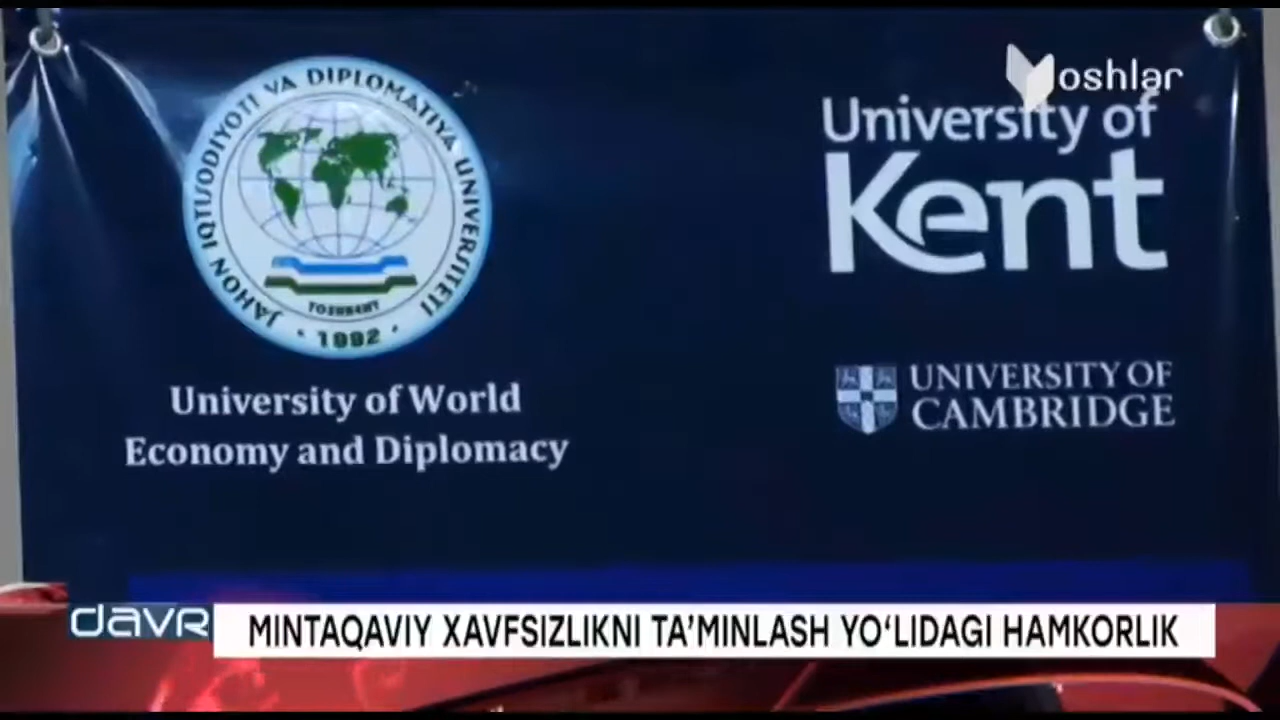 Yoshlar
JAHON IQTISODIYOTI VA DIPLOMATIYA UNIVERSITETI
1992
University of World
Economy and Diplomacy
University of
Kent
UNIVERSITY OF
CAMBRIDGE
davr
MINTAQAVIY XAVFSIZLIKNI TA’MINLASH YO‘LIDAGI HAMKORLIK